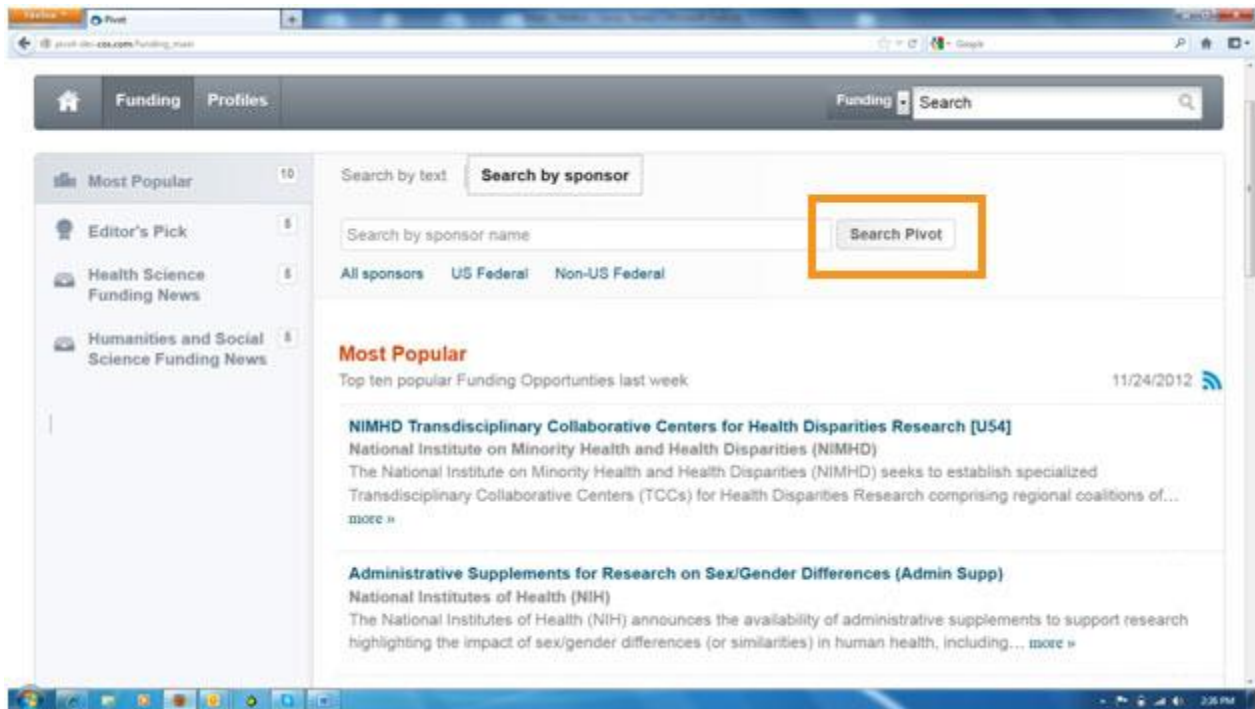 Firefox
Pivot
pivot-dev.cos.com/funding_main
Google
Funding Profiles
Funding Search
Most Popular 10
Editor's Pick
Health Science
Funding News
Humanities and Social
Science Funding News
Search by text Search by sponsor
Search by sponsor name Search Pivot
All sponsors US Federal Non-US Federal
Most Popular
Top ten popular Funding Opportunties last week 11/24/2012
NIMHD Transdisciplinary Collaborative Centers for Health Disparities Research [U54]
National Institute on Minority Health and Health Disparities (NIMHD)
The National Institute on Minority Health and Health Disparities (NIMHD) seeks to establish specialized
Transdisciplinary Collaborative Centers (TCCs) for Health Disparities Research comprising regional coalitions of...
more »
Administrative Supplements for Research on Sex/Gender Differences (Admin Supp)
National Institutes of Health (NIH)
The National Institutes of Health (NIH) announces the availability of administrative supplements to support research
highlighting the impact of sex/gender differences (or similarities) in human health, including... more »